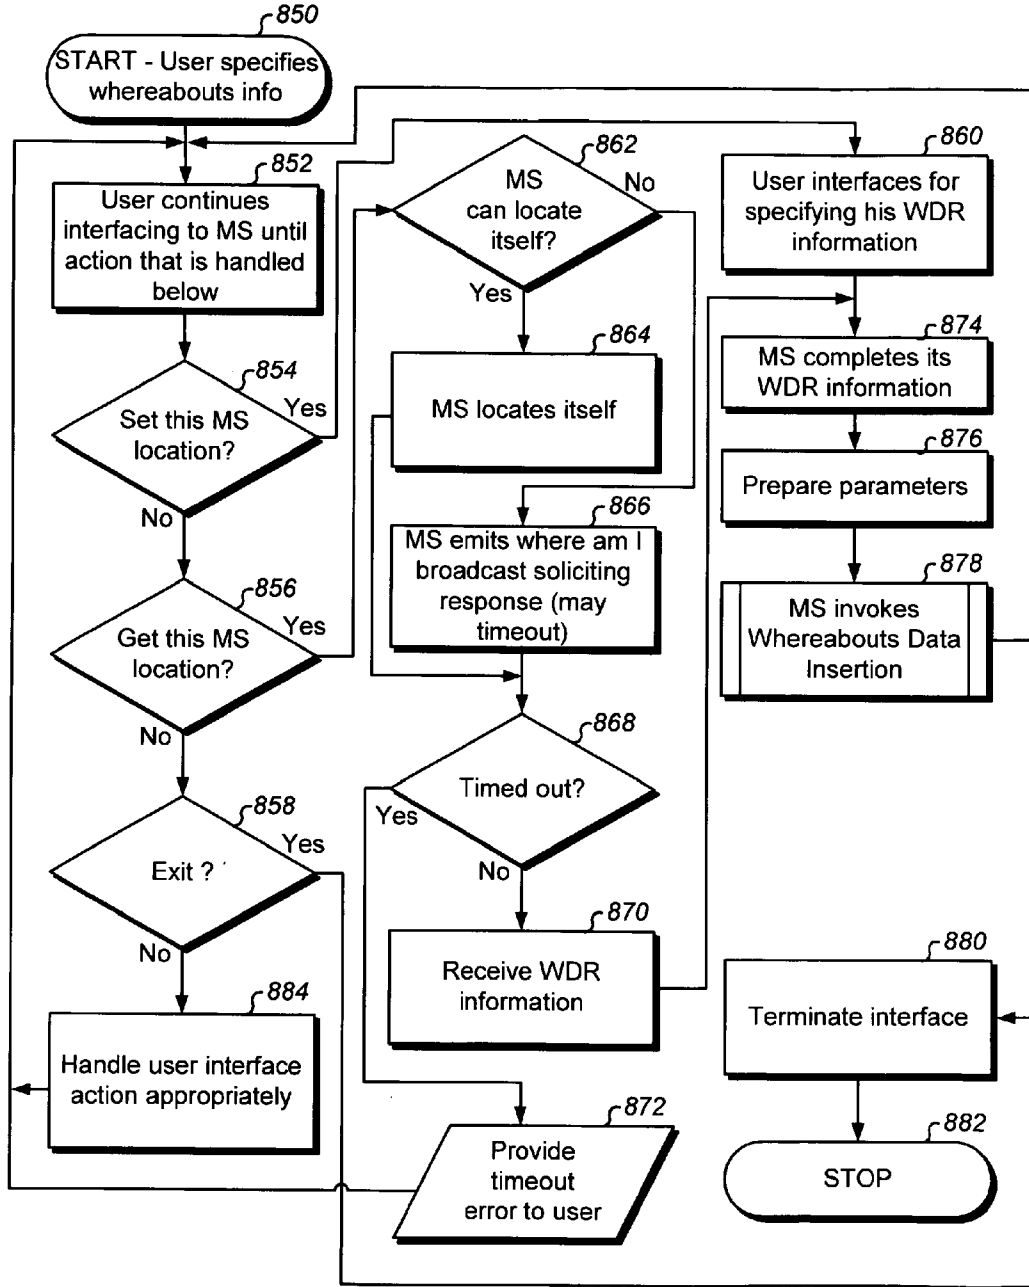 850
START - User specifies
whereabouts info
852
User continues
interfacing to MS until
action that is handled
below
854
Set this MS
location?
Yes
No
856
Get this MS
location?
Yes
No
858
Exit ?
Yes
No
884
Handle user interface
action appropriately
862
MS
can locate
itself?
No
Yes
864
MS locates itself
866
MS emits where am I
broadcast soliciting
response (may
timeout)
868
Timed out?
Yes
No
870
Receive WDR
information
872
Provide
timeout
error to user
860
User interfaces for
specifying his WDR
information
874
MS completes its
WDR information
876
Prepare parameters
878
MS invokes
Whereabouts Data
Insertion
880
Terminate interface
882
STOP